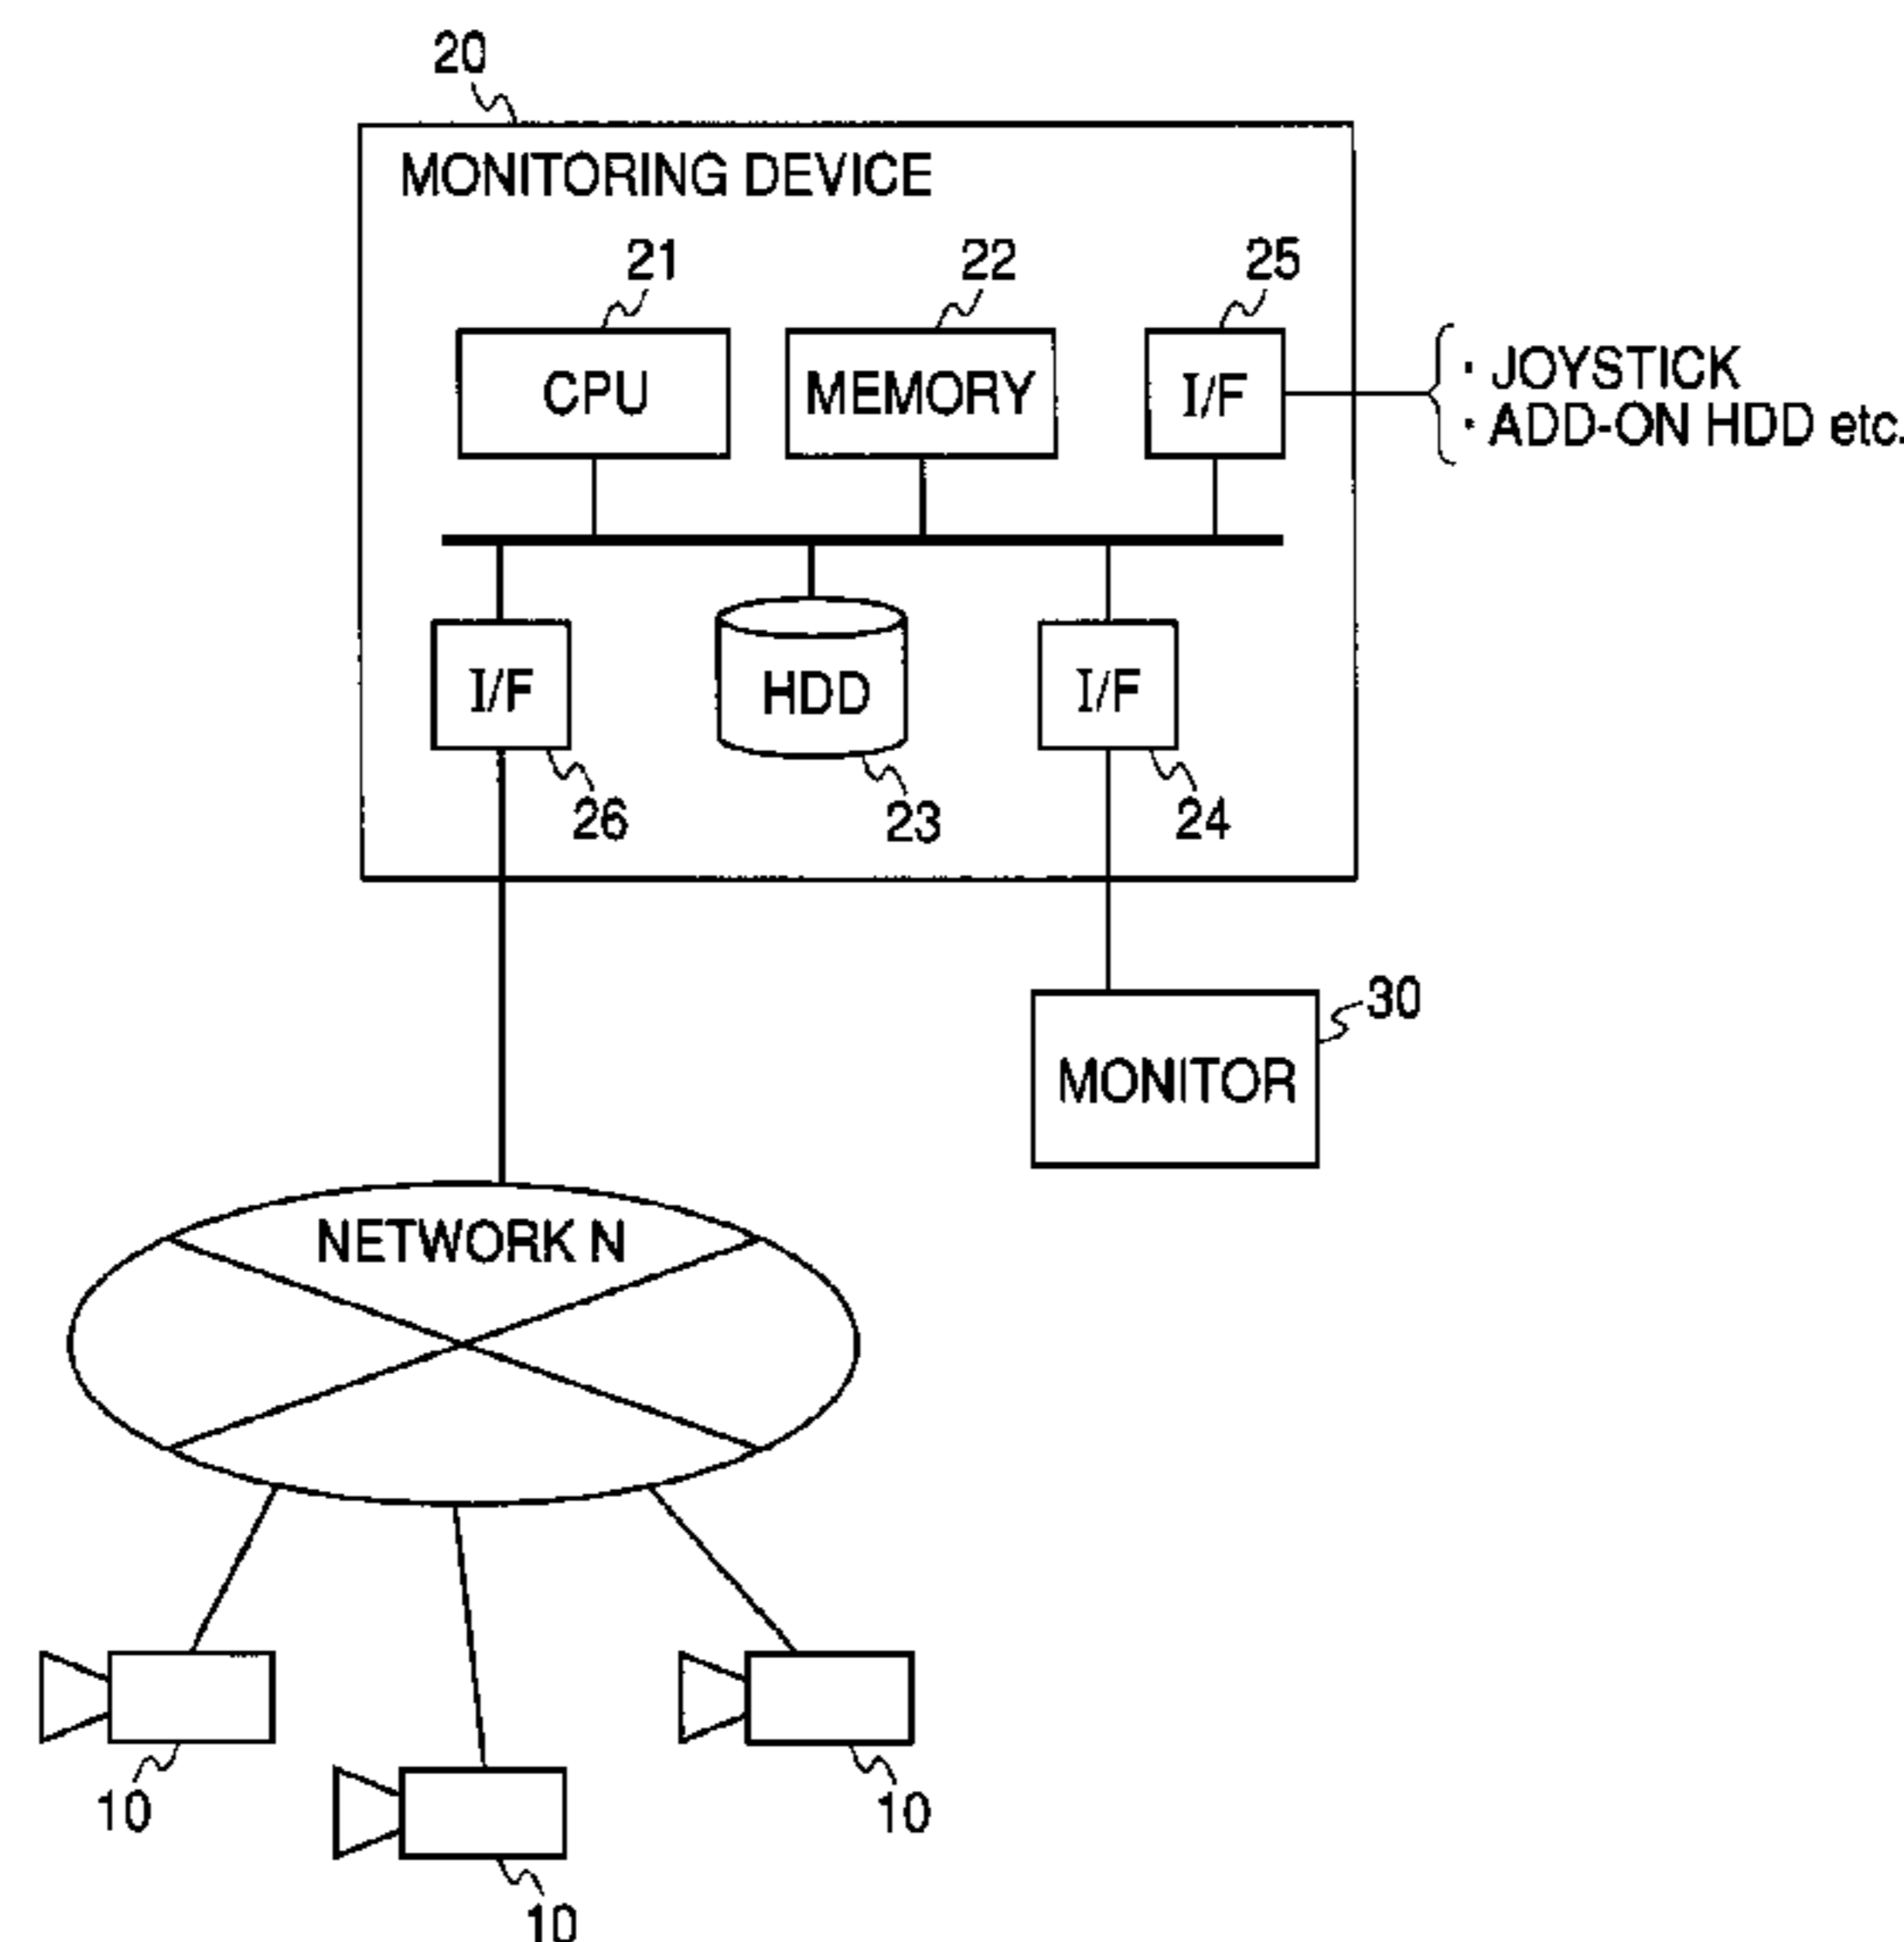 20
MONITORING DEVICE
21
22
25
CPU
MEMORY
I/F
· JOYSTICK
· ADD-ON HDD etc.
I/F
HDD
I/F
26
23
24
30
MONITOR
NETWORK N
10
10
10